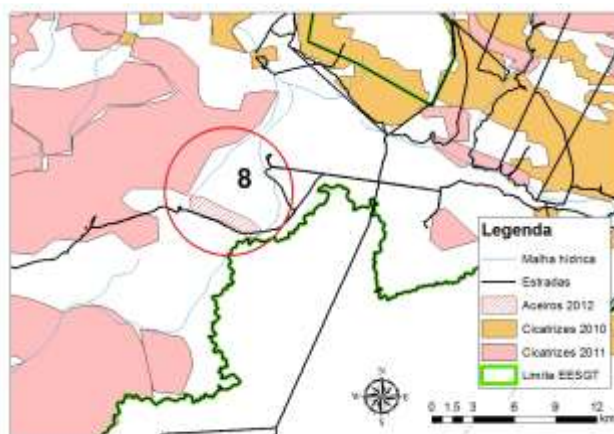 8
Legenda
Malha hídrica
Estradas
Aceiros 2012
Cicatrizes 2010
Cicatrizes 2011
Limite EESGT
N
E
S
0 1.5 3 6 9 12
km